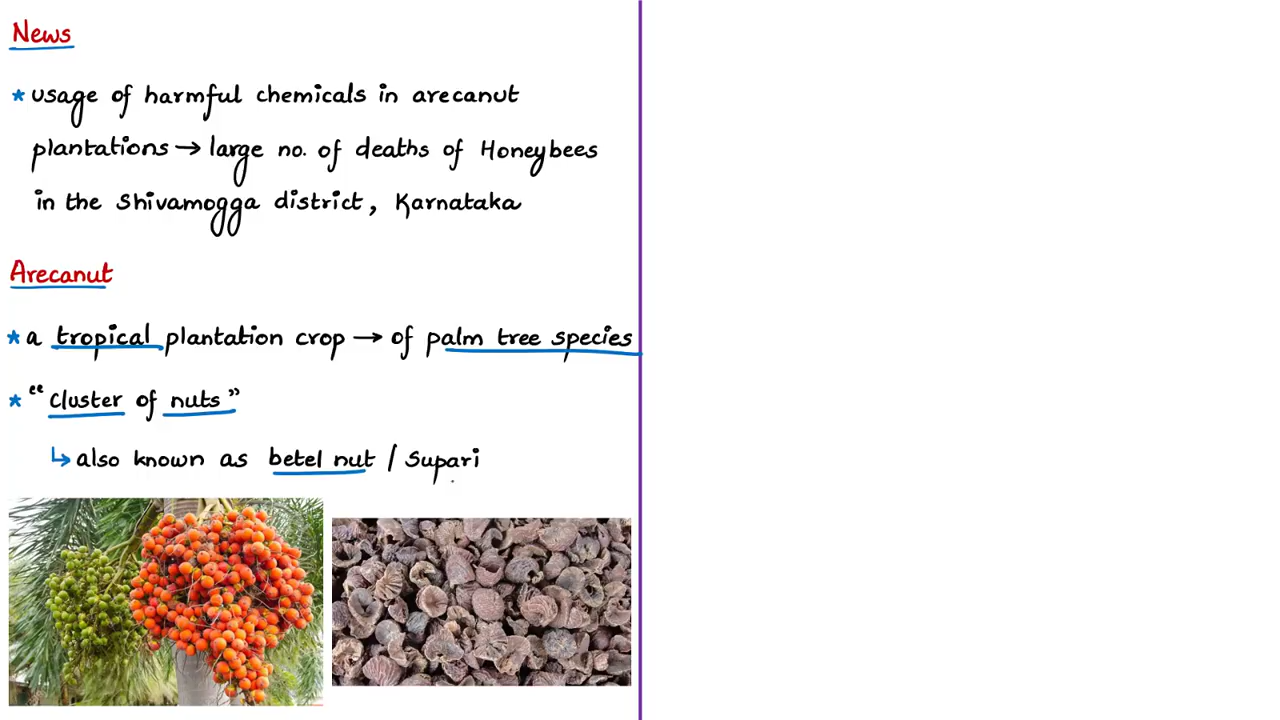 News
* usage of harmful chemicals in arecanut
plantations → large no. of deaths of Honeybees
in the Shivamogga district, Karnataka
Arecanut
* a tropical plantation crop → of palm tree species
* "Cluster of nuts"
↳ also known as betel nut / Supari